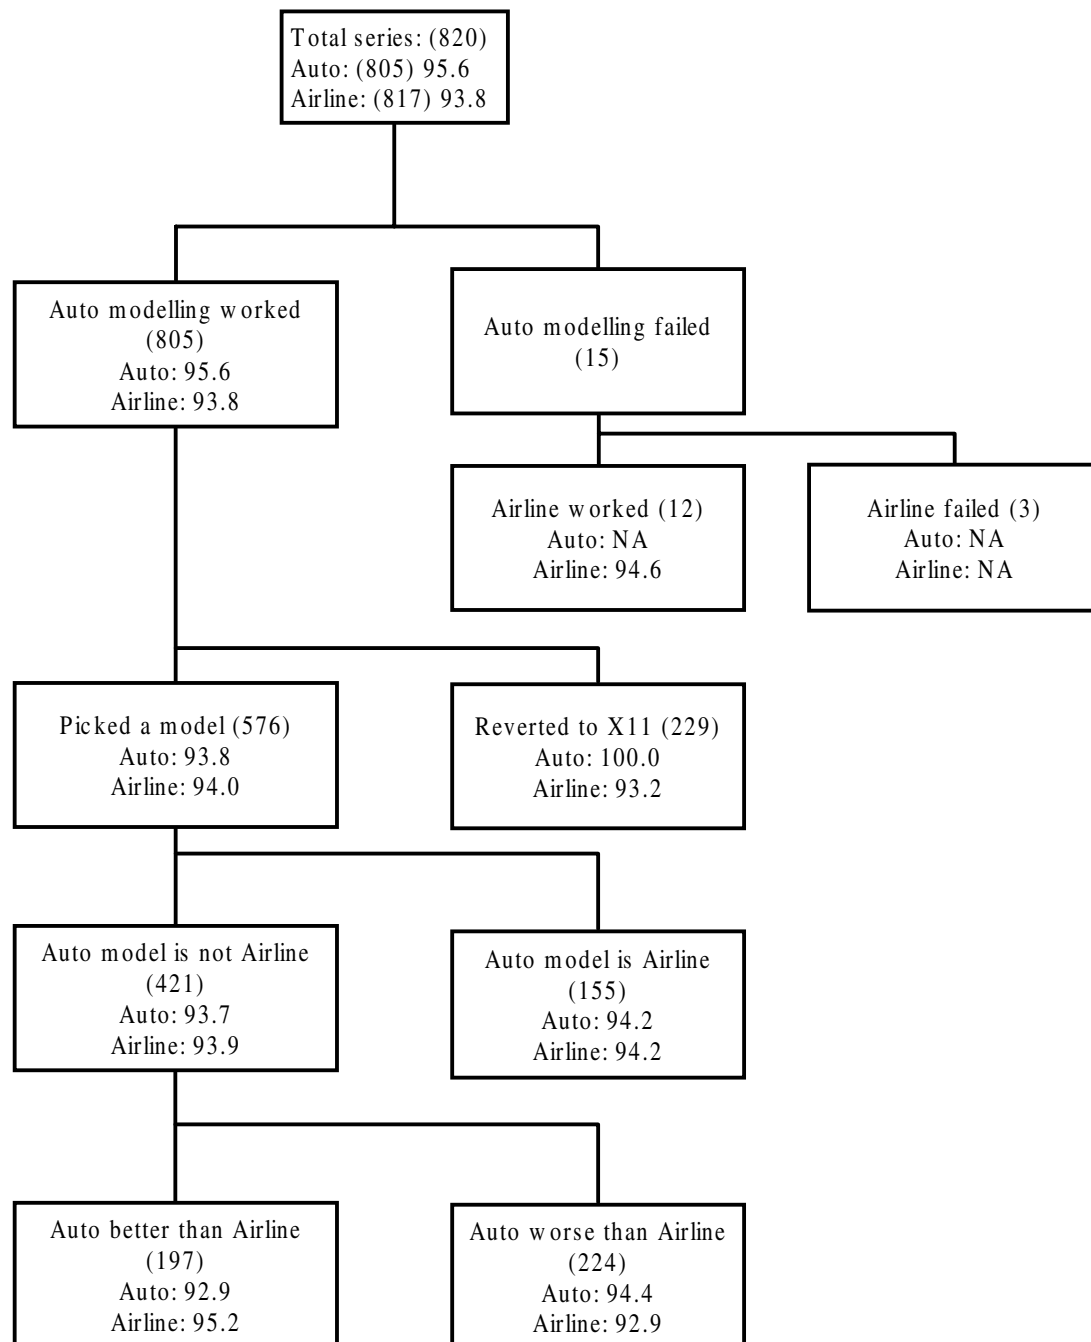 Total series: (820)
Auto: (805) 95.6
Airline: (817) 93.8
Auto modelling worked
(805)
Auto: 95.6
Airline: 93.8
Auto modelling failed
(15)
Airline worked (12)
Auto: NA
Airline: 94.6
Airline failed (3)
Auto: NA
Airline: NA
Picked a model (576)
Auto: 93.8
Airline: 94.0
Reverted to X11 (229)
Auto: 100.0
Airline: 93.2
Auto model is not Airline
(421)
Auto: 93.7
Airline: 93.9
Auto model is Airline
(155)
Auto: 94.2
Airline: 94.2
Auto better than Airline
(197)
Auto: 92.9
Airline: 95.2
Auto worse than Airline
(224)
Auto: 94.4
Airline: 92.9